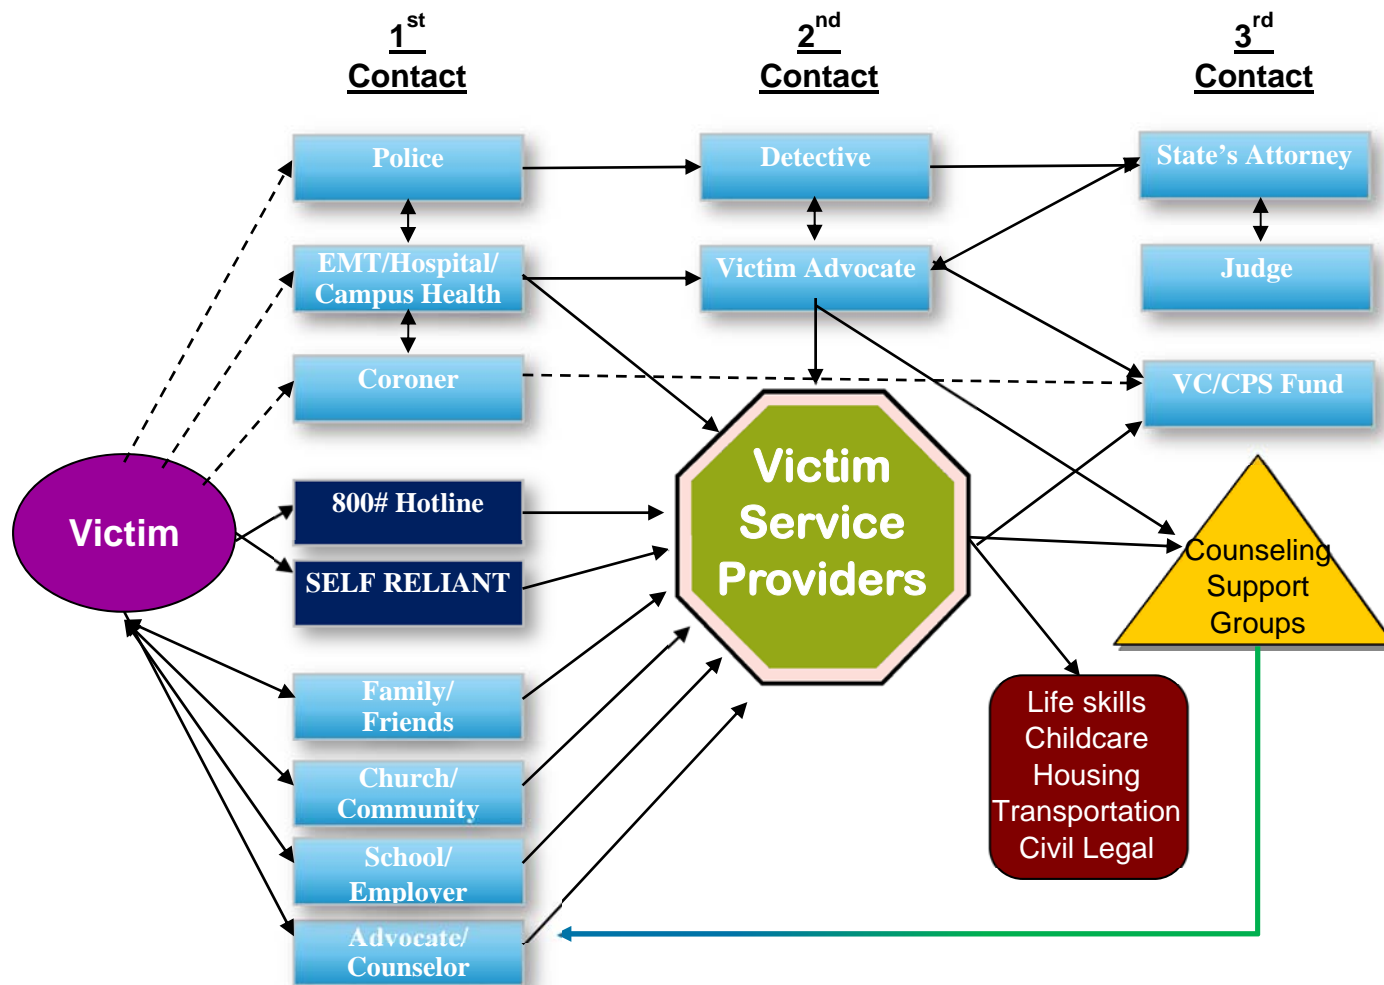 1st
Contact
2nd
Contact
3rd
Contact
Police
Detective
State’s Attorney
EMT/Hospital/
Campus Health
Victim Advocate
Judge
Coroner
VC/CPS Fund
Victim
800# Hotline
SELF RELIANT
Victim
Service
Providers
Counseling
Support
Groups
Family/
Friends
Church/
Community
School/
Employer
Advocate/
Counselor
Life skills
Childcare
Housing
Transportation
Civil Legal